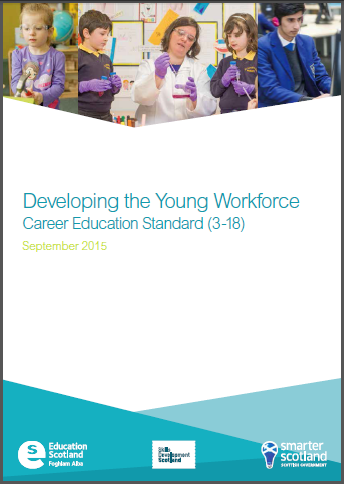 Developing the Young Workforce
Career Education Standard (3-18)
September 2015
Education
Scotland
Foghlam Alba
Skills
Development
Scotland
smarter
scotland
SCOTTISH GOVERNMENT